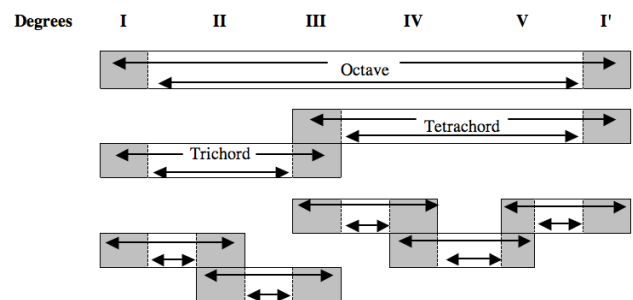 Degrees I II III IV V I'
Octave
Tetrachord
Trichord